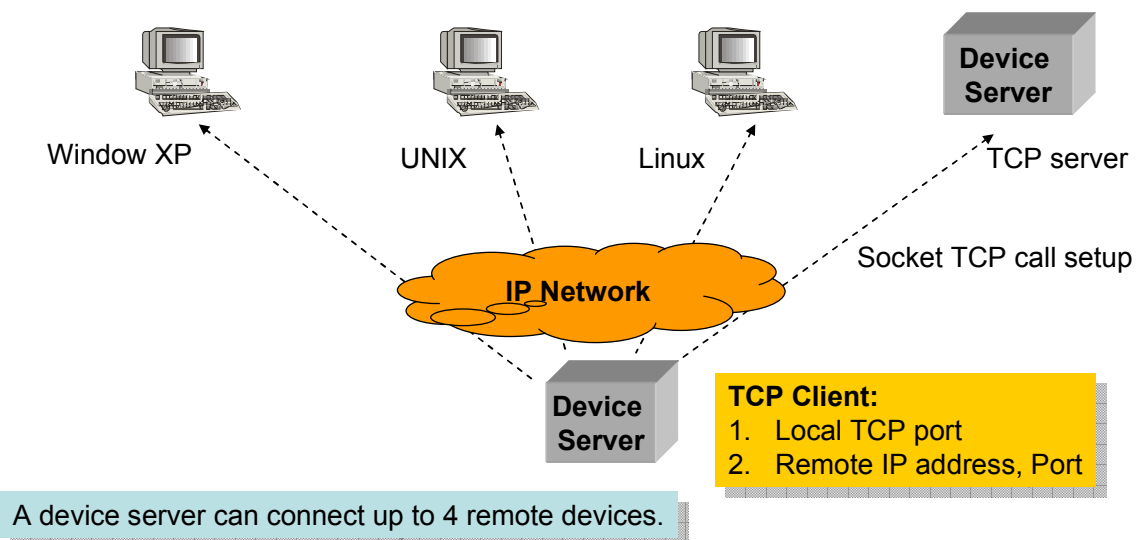 Device
Server
Window XP
UNIX
Linux
TCP server
Socket TCP call setup
IP Network
Device
Server
TCP Client:
1. Local TCP port
2. Remote IP address, Port
A device server can connect up to 4 remote devices.